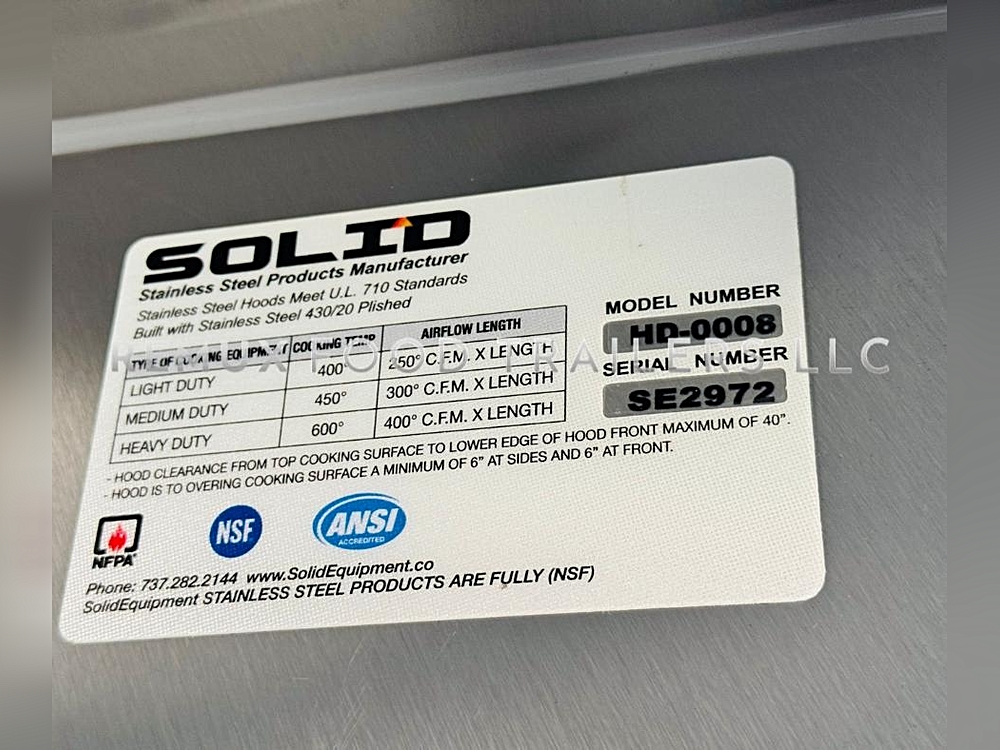 SOLID
Stainless Steel Products Manufacturer
Stainless Steel Hoods Meet U.L. 710 Standards
Built with Stainless Steel 430/20 Plished
TYPE OF COOKING EQUIPMENT COOKING TEMP AIRFLOW LENGTH
LIGHT DUTY 400° 250° C.F.M. X LENGTH
MEDIUM DUTY 450° 300° C.F.M. X LENGTH
HEAVY DUTY 600° 400° C.F.M. X LENGTH
MODEL NUMBER
HD-0008
SERIAL NUMBER
SE2972
FOOD TRAILERS LLC
- HOOD CLEARANCE FROM TOP COOKING SURFACE TO LOWER EDGE OF HOOD FRONT MAXIMUM OF 40”.
- HOOD IS TO OVERING COOKING SURFACE A MINIMUM OF 6” AT SIDES AND 6” AT FRONT.
NFPA
NSF
ANSI
ACCREDITED
Phone: 737.282.2144 www.SolidEquipment.co
SolidEquipment STAINLESS STEEL PRODUCTS ARE FULLY (NSF)